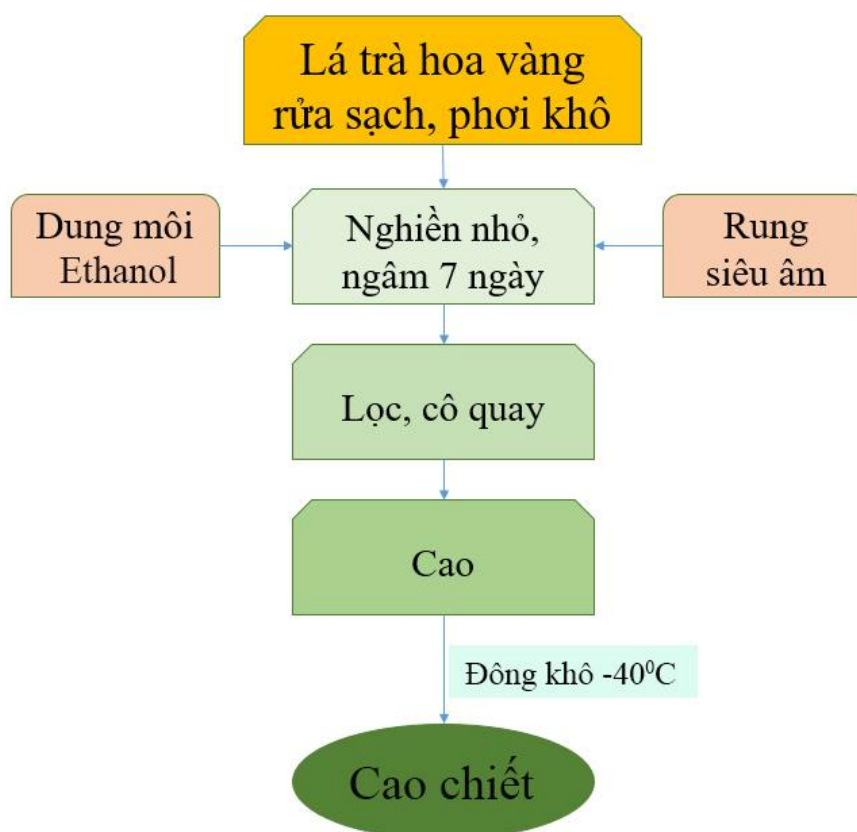 Lá trà hoa vàng
rửa sạch, phơi khô
Dung môi
Ethanol
Nghiền nhỏ,
ngâm 7 ngày
Rung
siêu âm
Lọc, cô quay
Cao
Đông khô -40⁰C
Cao chiết